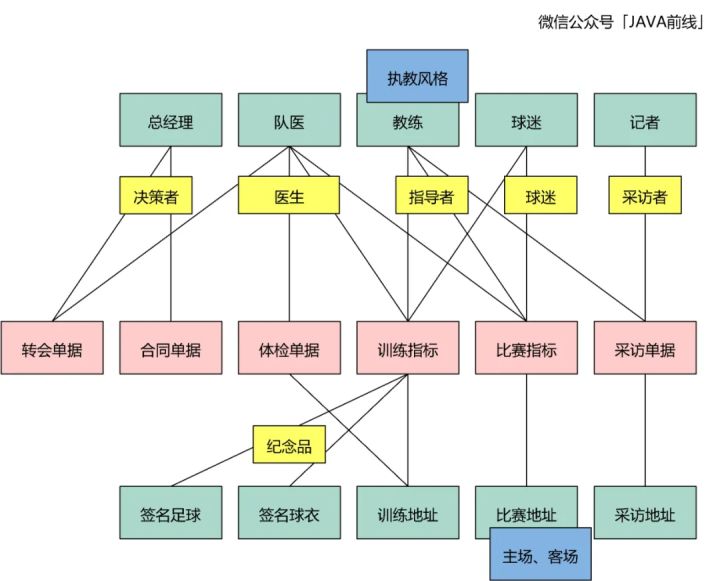 微信公众号「JAVA前线」
执教风格
总经理
队医
教练
球迷
记者
决策者
医生
指导者
球迷
采访者
转会单据
合同单据
体检单据
训练指标
比赛指标
采访单据
纪念品
签名足球
签名球衣
训练地址
比赛地址
采访地址
主场、客场